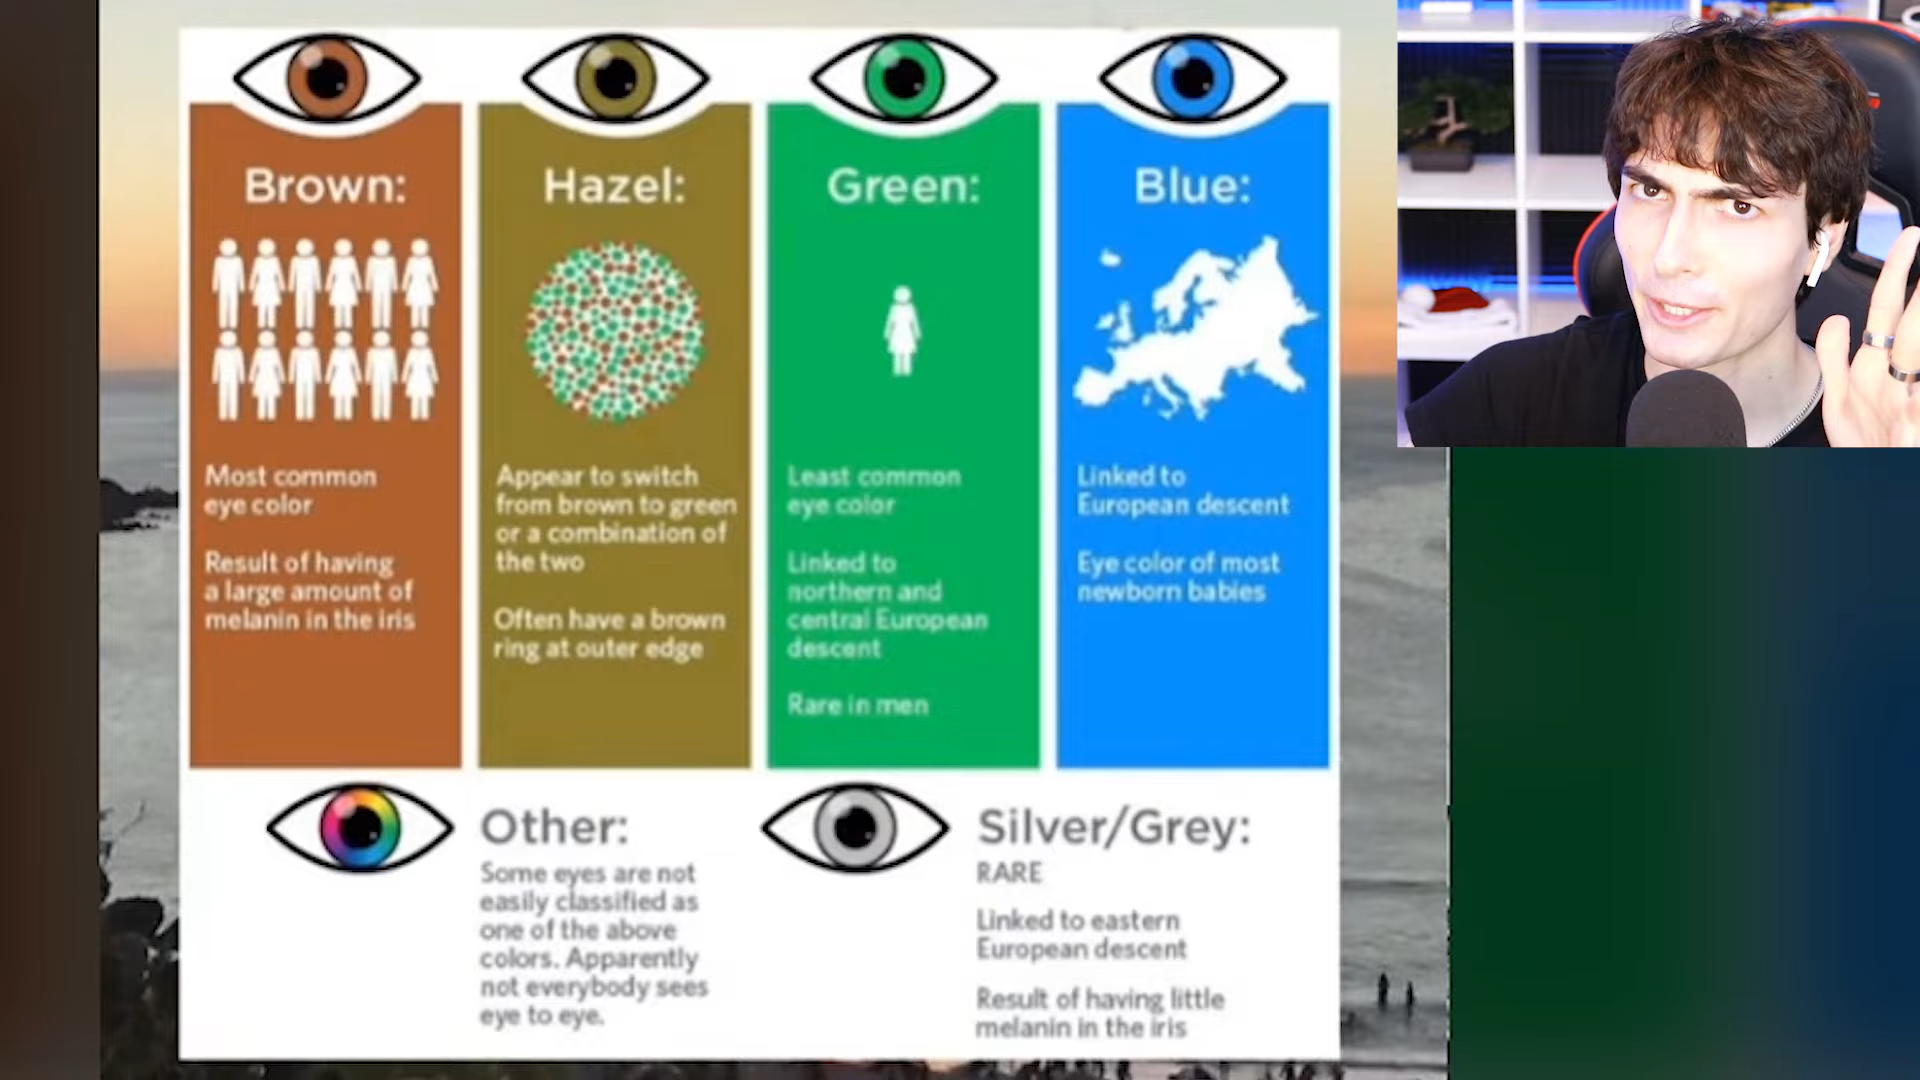 Brown:
Most common
eye color
Result of having
a large amount of
melanin in the iris
Hazel:
Appear to switch
from brown to green
or a combination of
the two
Often have a brown
ring at outer edge
Green:
Least common
eye color
Linked to
northern and
central European
descent
Rare in men
Blue:
Linked to
European descent
Eye color of most
newborn babies
Other:
Some eyes are not
easily classified as
one of the above
colors. Apparently
not everybody sees
eye to eye.
Silver/Grey:
RARE
Linked to eastern
European descent
Result of having little
melanin in the iris